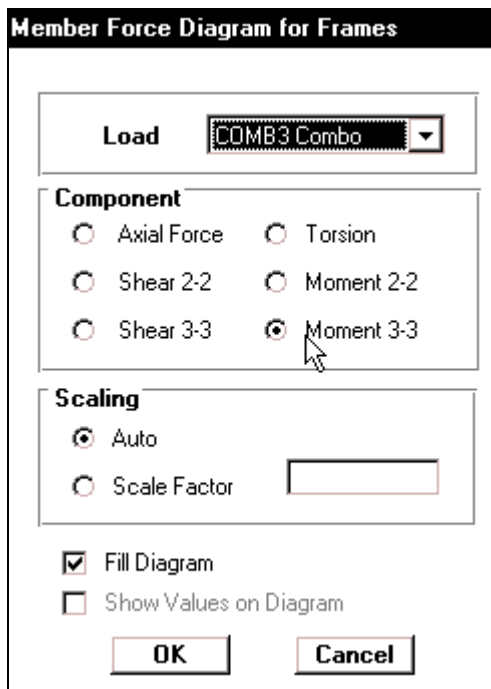 Member Force Diagram for Frames
Load COMB3 Combo
Component
Axial Force Torsion
Shear 2-2 Moment 2-2
Shear 3-3 Moment 3-3
Scaling
Auto
Scale Factor
Fill Diagram
Show Values on Diagram
OK Cancel